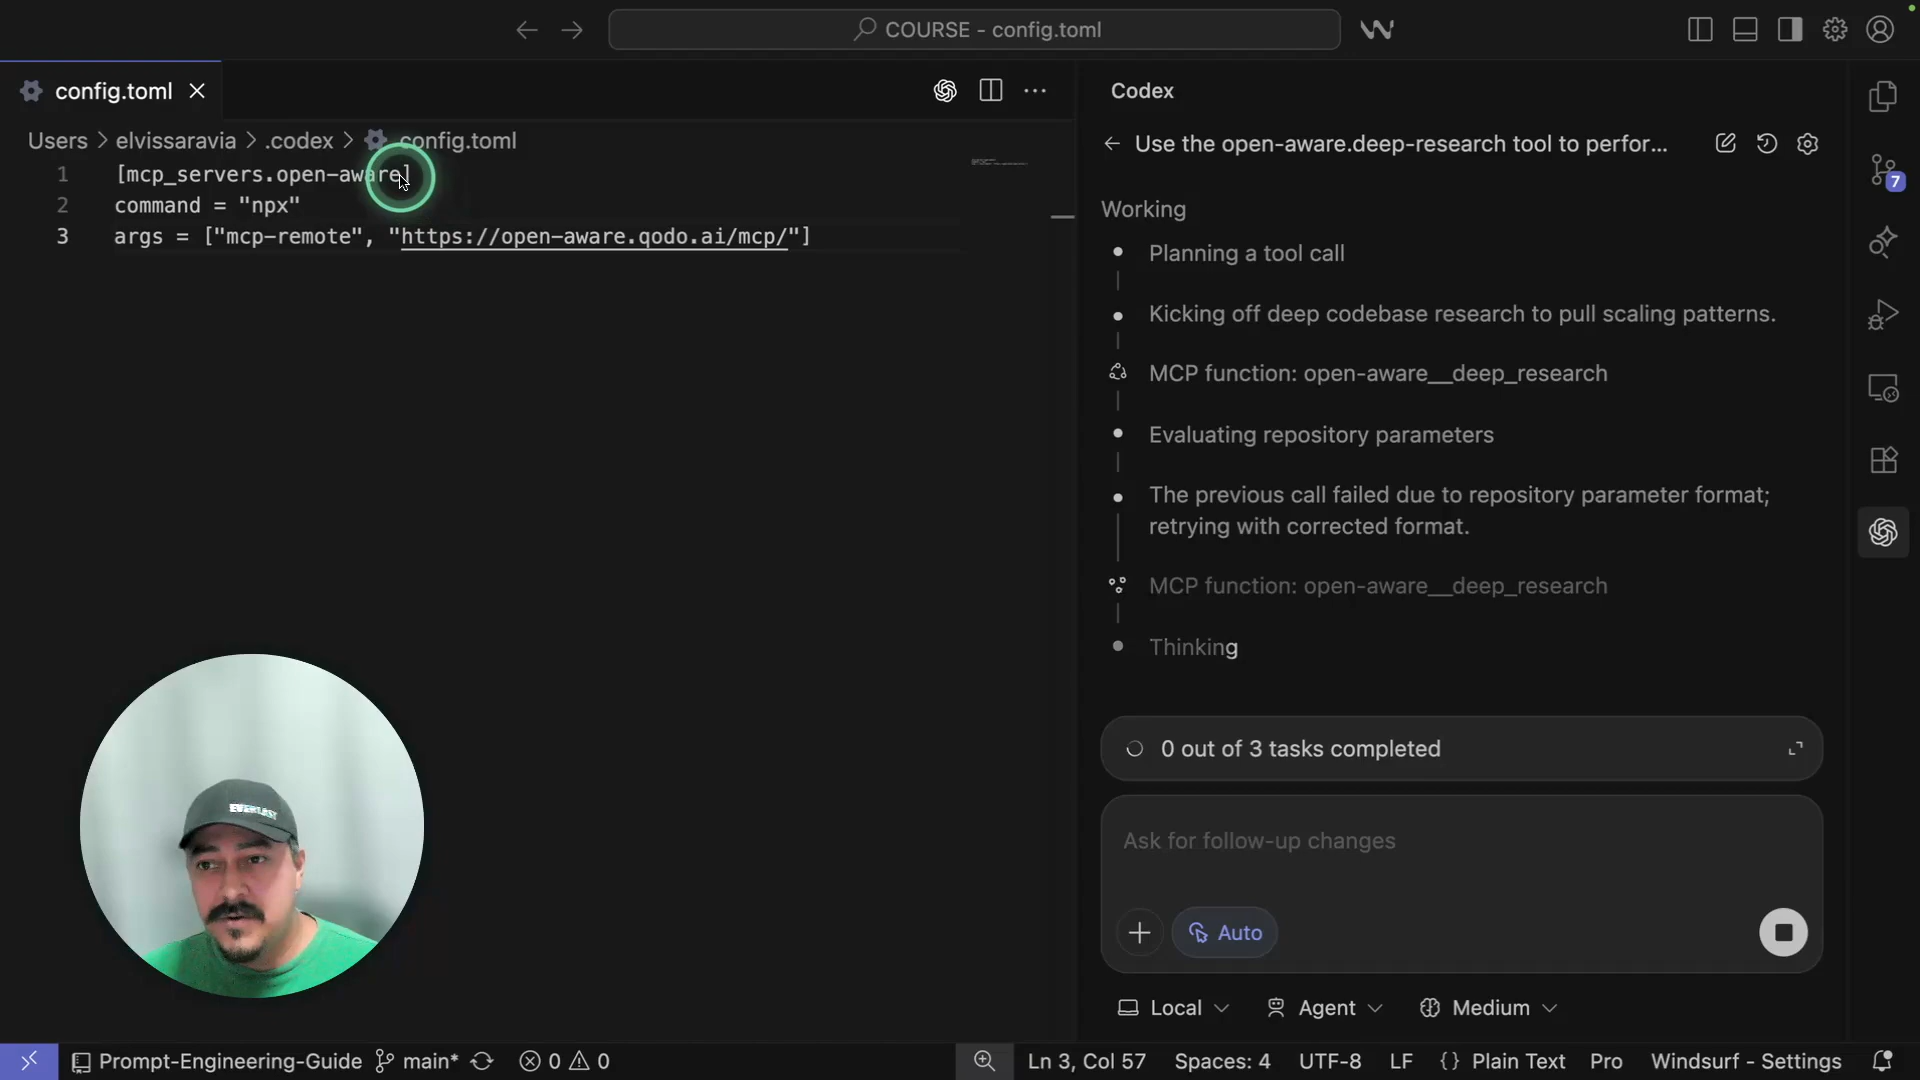 COURSE - config.toml
config.toml
Users > elvissaravia > .codex > config.toml
1 [mcp_servers.open-aware]
2 command = "npx"
3 args = ["mcp-remote", "https://open-aware.qodo.ai/mcp/"]
Codex
Use the open-aware.deep-research tool to perfor...
Working
Planning a tool call
Kicking off deep codebase research to pull scaling patterns.
MCP function: open-aware__deep_research
Evaluating repository parameters
The previous call failed due to repository parameter format;
retrying with corrected format.
MCP function: open-aware__deep_research
Thinking
0 out of 3 tasks completed
Ask for follow-up changes
Auto
Local Agent Medium
7
EVERLAST
Prompt-Engineering-Guide main* 0 0 Ln 3, Col 57 Spaces: 4 UTF-8 LF {} Plain Text Pro Windsurf - Settings